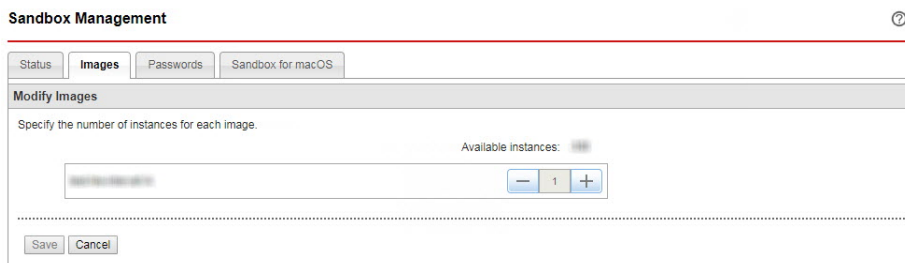 Sandbox Management
Status Images Passwords Sandbox for macOS
Modify Images
Specify the number of instances for each image.
Available instances:
1
Save Cancel